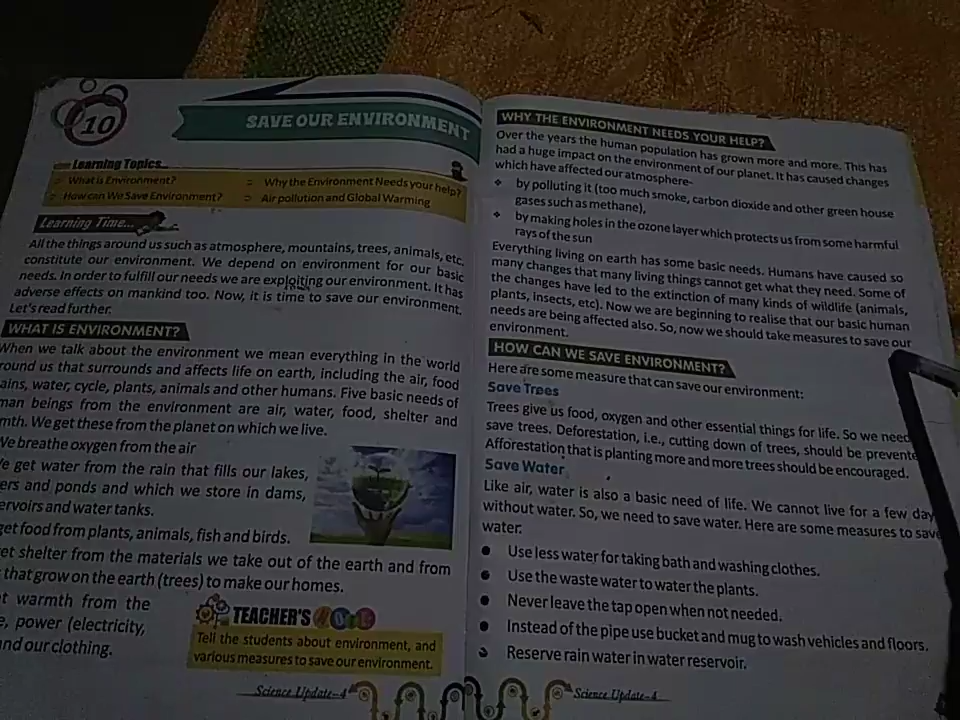 10
SAVE OUR ENVIRONMENT
Learning Topics...
What is Environment?
Why the Environment Needs your help?
How can We Save Environment?
Air pollution and Global Warming
Learning Time...
All the things around us such as atmosphere, mountains, trees, animals, etc.
constitute our environment. We depend on environment for our basic
needs. In order to fulfill our needs we are exploiting our environment. It has
adverse effects on mankind too. Now, it is time to save our environment.
Let's read further.
WHAT IS ENVIRONMENT?
When we talk about the environment we mean everything in the world
round us that surrounds and affects life on earth, including the air, food
ains, water, cycle, plants, animals and other humans. Five basic needs of
man beings from the environment are air, water, food, shelter and
mth. We get these from the planet on which we live.
We breathe oxygen from the air
e get water from the rain that fills our lakes,
ers and ponds and which we store in dams,
ervoirs and water tanks.
get food from plants, animals, fish and birds.
et shelter from the materials we take out of the earth and from
that grow on the earth (trees) to make our homes.
t warmth from the
e, power (electricity,
nd our clothing.
TEACHER'S
Tell the students about environment, and
various measures to save our environment.
Science Update-4
WHY THE ENVIRONMENT NEEDS YOUR HELP?
Over the years the human population has grown more and more. This has
had a huge impact on the environment of our planet. It has caused changes
which have affected our atmosphere-
❖ by polluting it (too much smoke, carbon dioxide and other green house
gases such as methane),
❖ by making holes in the ozone layer which protects us from some harmful
rays of the sun
Everything living on earth has some basic needs. Humans have caused so
many changes that many living things cannot get what they need. Some of
the changes have led to the extinction of many kinds of wildlife (animals,
plants, insects, etc). Now we are beginning to realise that our basic human
needs are being affected also. So, now we should take measures to save our
environment.
HOW CAN WE SAVE ENVIRONMENT?
Here are some measure that can save our environment:
Save Trees
Trees give us food, oxygen and other essential things for life. So we need
save trees. Deforestation, i.e., cutting down of trees, should be prevente
Afforestation that is planting more and more trees should be encouraged.
Save Water
Like air, water is also a basic need of life. We cannot live for a few day
without water. So, we need to save water. Here are some measures to save
water.
● Use less water for taking bath and washing clothes.
● Use the waste water to water the plants.
● Never leave the tap open when not needed.
● Instead of the pipe use bucket and mug to wash vehicles and floors.
● Reserve rain water in water reservoir.
Science Update-4